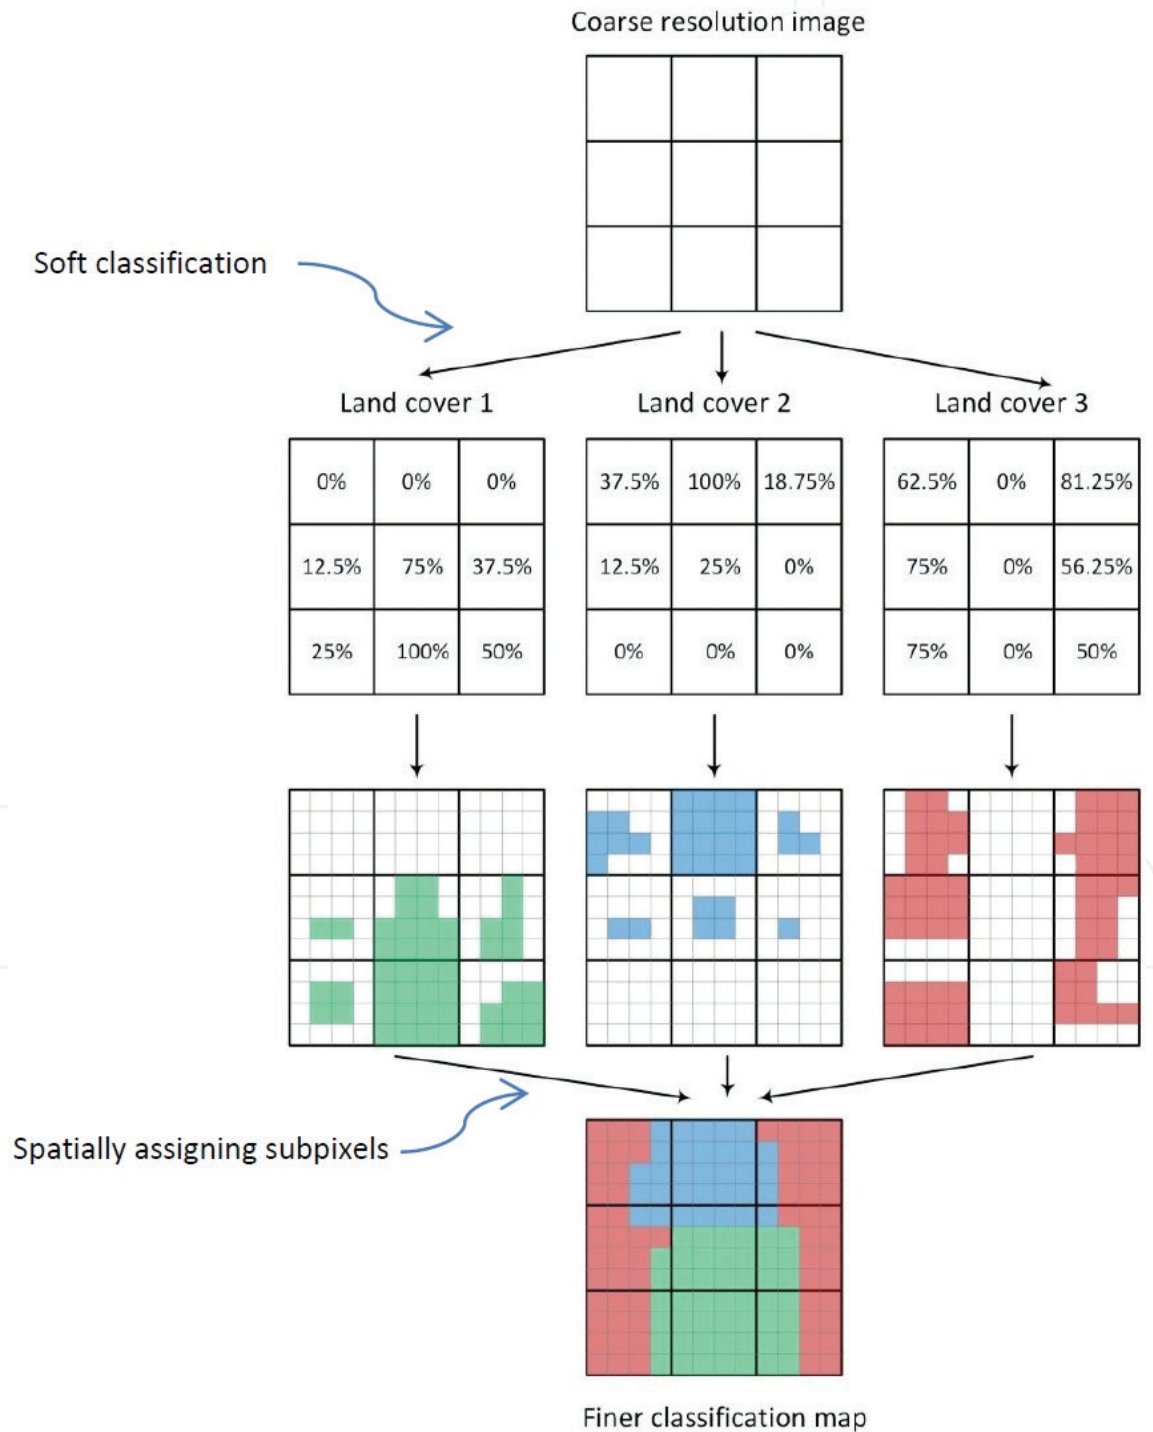 Coarse resolution image
Soft classification
Land cover 1 Land cover 2 Land cover 3
0% 0% 0% 37.5% 100% 18.75% 62.5% 0% 81.25%
12.5% 75% 37.5% 12.5% 25% 0% 75% 0% 56.25%
25% 100% 50% 0% 0% 0% 75% 0% 50%
Spatially assigning subpixels
Finer classification map